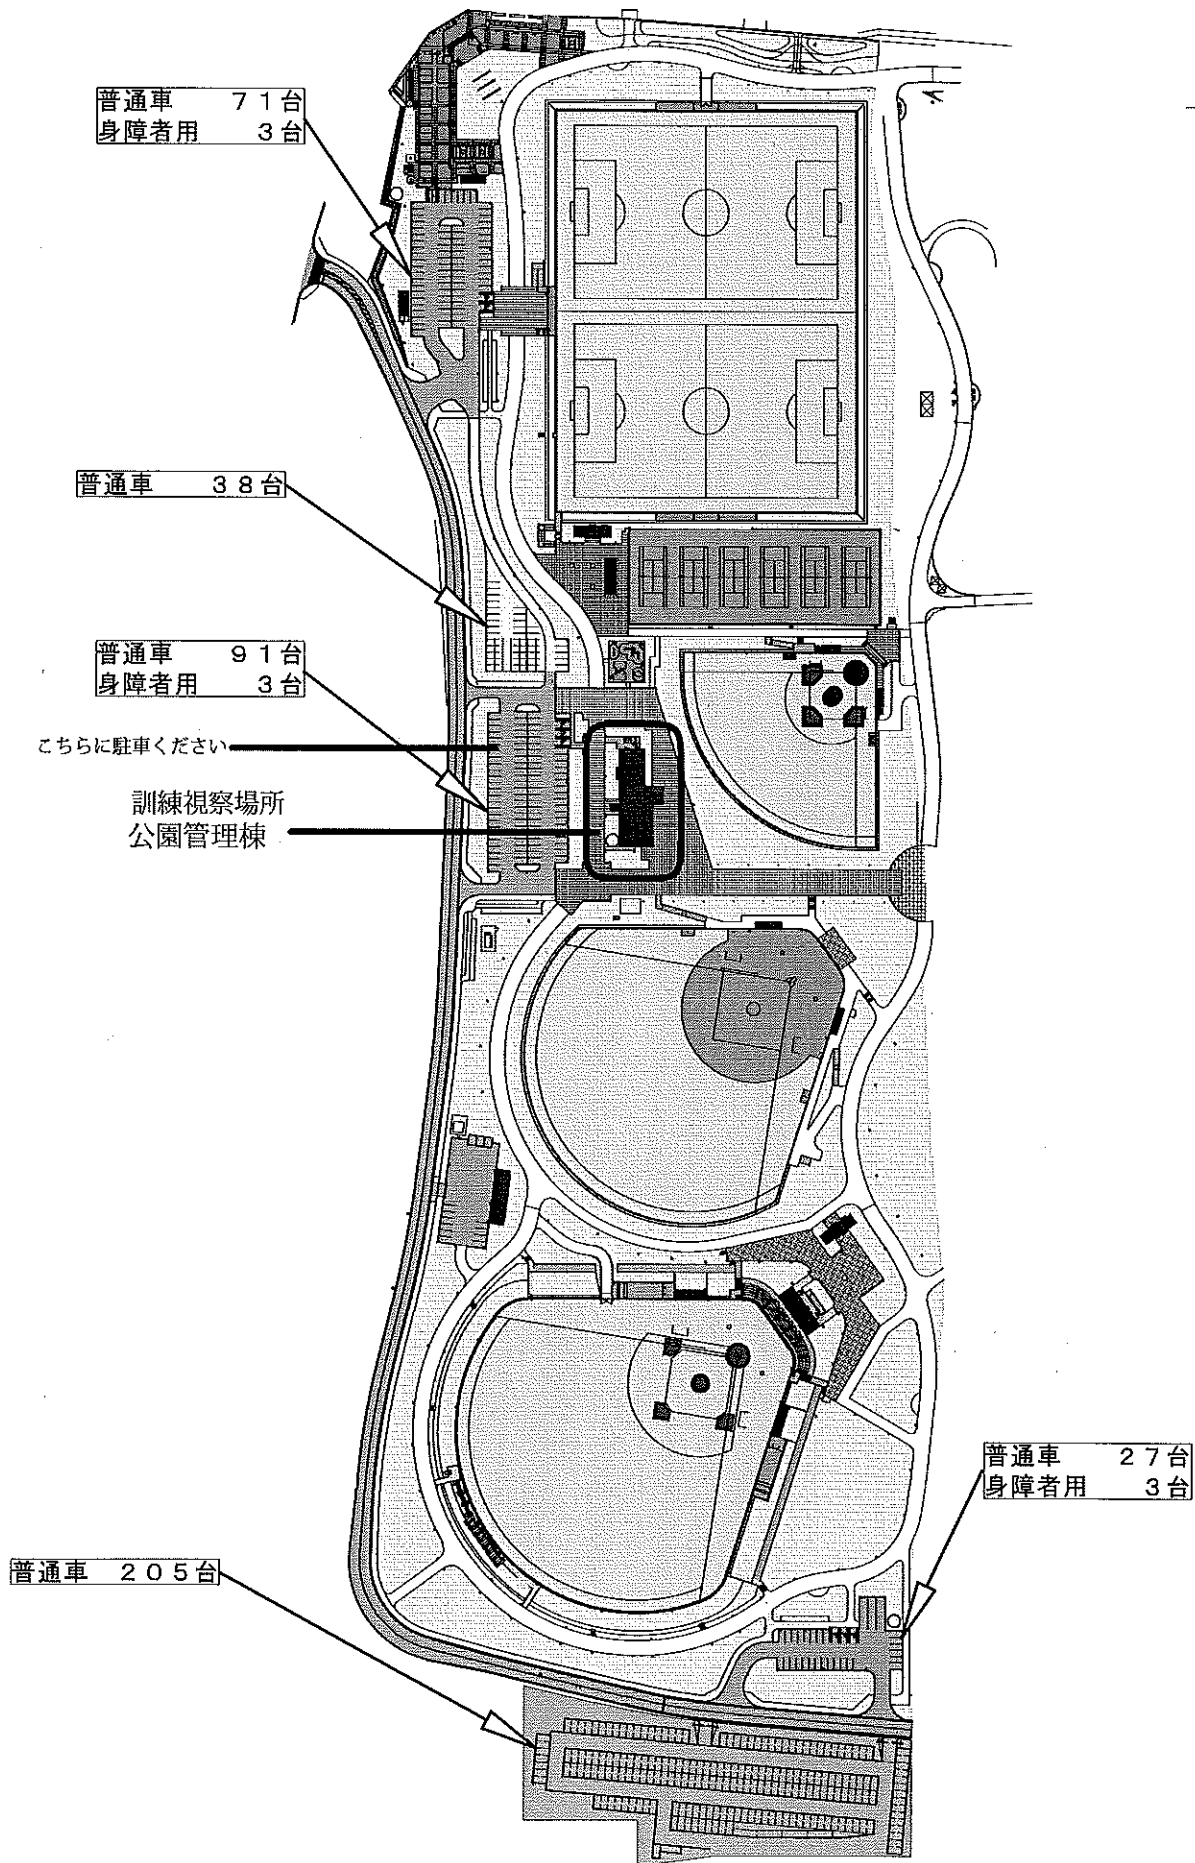 普通車 71台
身障者用 3台
普通車 38台
普通車 91台
身障者用 3台
こちらに駐車ください
訓練視察場所
公園管理棟
普通車 27台
身障者用 3台
普通車 205台